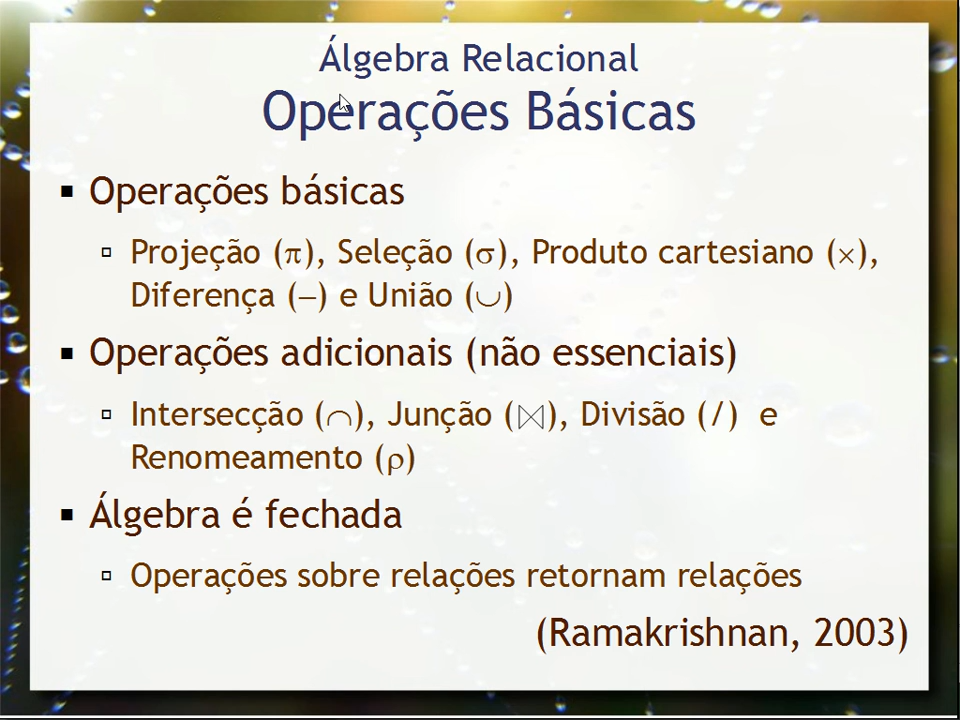 Álgebra Relacional
Operações Básicas
▪ Operações básicas
▫ Projeção (π), Seleção (σ), Produto cartesiano (×),
Diferença (−) e União (∪)
▪ Operações adicionais (não essenciais)
▫ Intersecção (∩), Junção (⋈), Divisão (/) e
Renomeamento (ρ)
▪ Álgebra é fechada
▫ Operações sobre relações retornam relações
(Ramakrishnan, 2003)